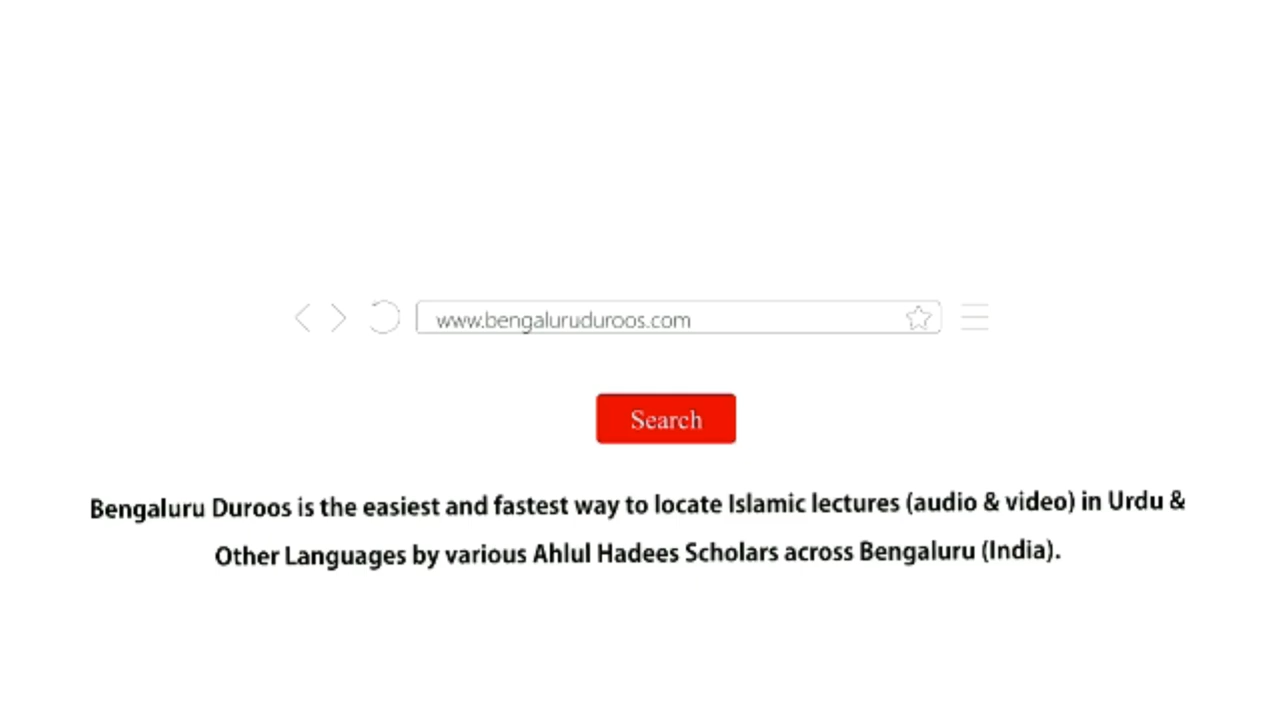 www.bengaluruduroos.com
Search
Bengaluru Duroos is the easiest and fastest way to locate Islamic lectures (audio & video) in Urdu &
Other Languages by various Ahlul Hadees Scholars across Bengaluru (India).